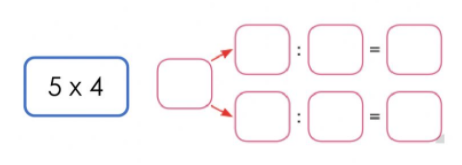 : =
5 x 4
: =